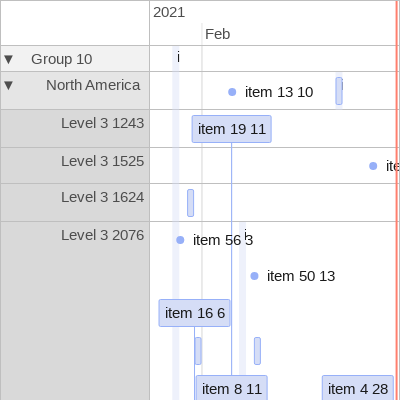 2021
Feb
▼ Group 10
i
▼ North America
item 13 10
Level 3 1243
item 19 11
Level 3 1525
Level 3 1624
Level 3 2076
item 56 3
i
item 50 13
item 16 6
item 8 11
item 4 28